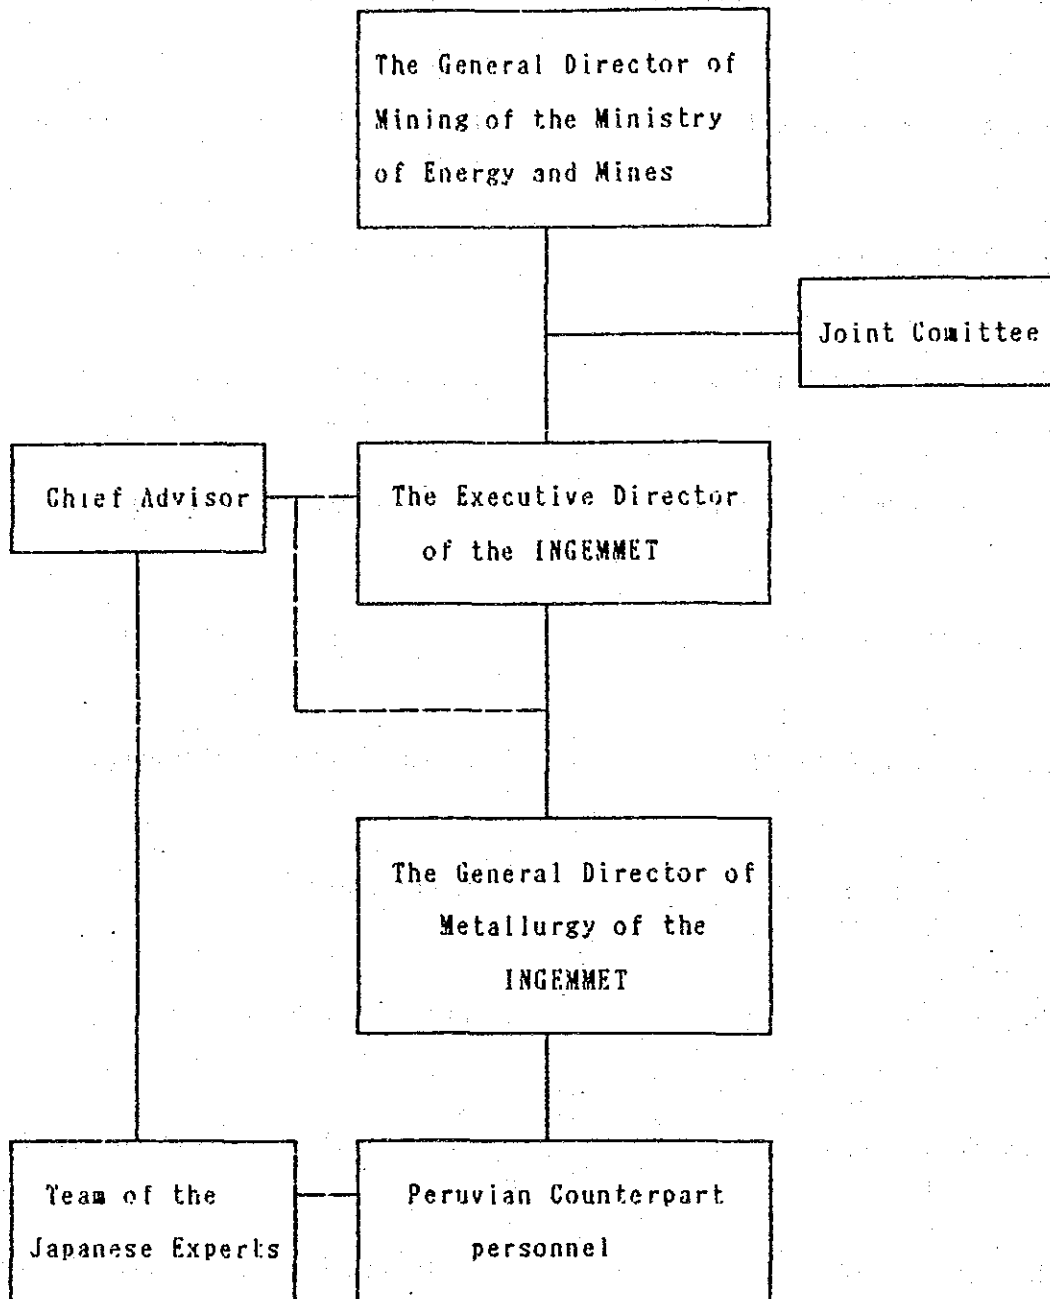 The General Director of
Mining of the Ministry
of Energy and Mines
Joint Comittee
Chief Advisor
The Executive Director
of the INGEMMET
The General Director of
Metallurgy of the
INGEMMET
Team of the
Japanese Experts
Peruvian Counterpart
personnel